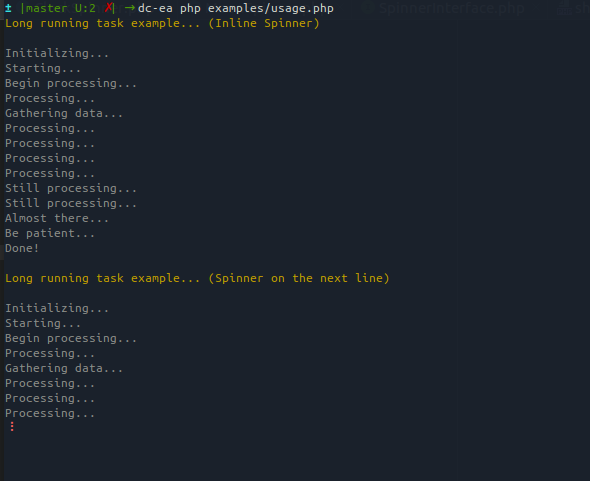 ± |master U:2 ✗| → dc-ea php examples/usage.php
Long running task example... (Inline Spinner)
Initializing...
Starting...
Begin processing...
Processing...
Gathering data...
Processing...
Processing...
Processing...
Processing...
Still processing...
Still processing...
Almost there...
Be patient...
Done!
Long running task example... (Spinner on the next line)
Initializing...
Starting...
Begin processing...
Processing...
Gathering data...
Processing...
Processing...
Processing...